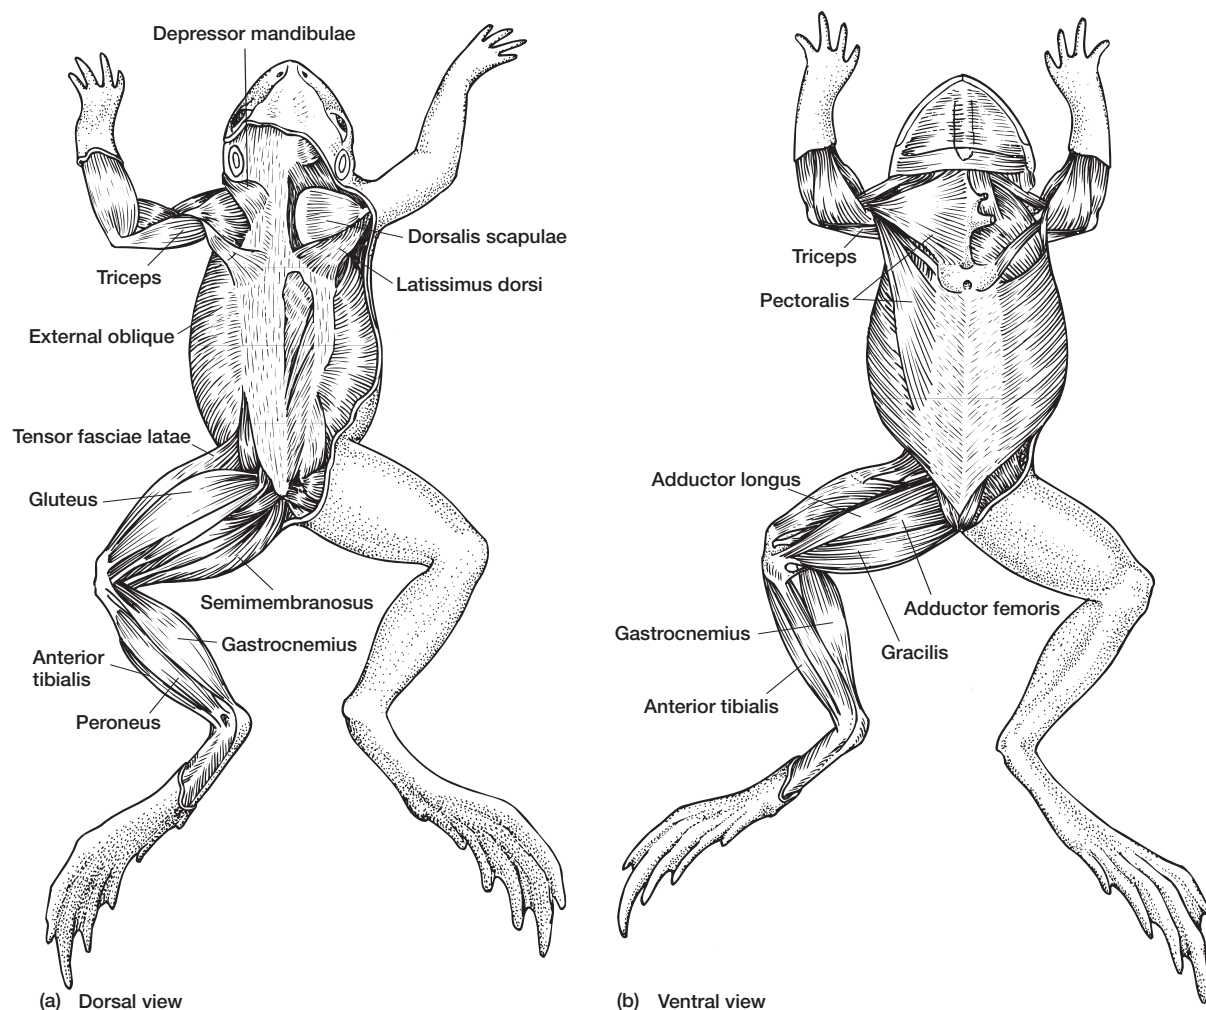 Depressor mandibulae
Dorsalis scapulae
Triceps
Latissimus dorsi
External oblique
Tensor fasciae latae
Gluteus
Semimembranosus
Gastrocnemius
Anterior
tibialis
Peroneus
(a) Dorsal view
Triceps
Pectoralis
Adductor longus
Adductor femoris
Gastrocnemius
Gracilis
Anterior tibialis
(b) Ventral view